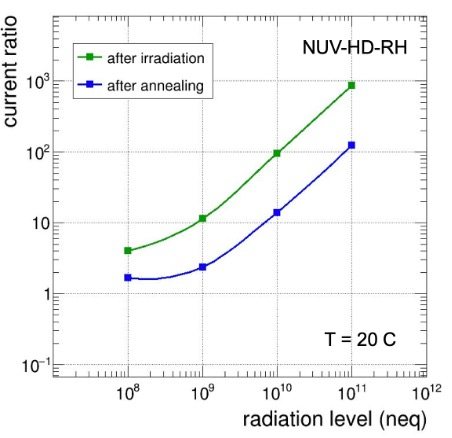 NUV-HD-RH
after irradiation
after annealing
current ratio
10³
10²
10
1
10⁻¹
T = 20 C
10⁸ 10⁹ 10¹⁰ 10¹¹ 10¹²
radiation level (neq)